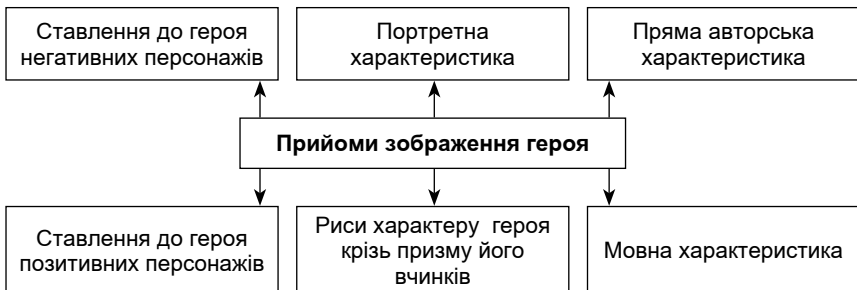 Ставлення до героя
негативних персонажів
Портретна
характеристика
Пряма авторська
характеристика
Прийоми зображення героя
Ставлення до героя
позитивних персонажів
Риси характеру героя
крізь призму його
вчинків
Мовна характеристика